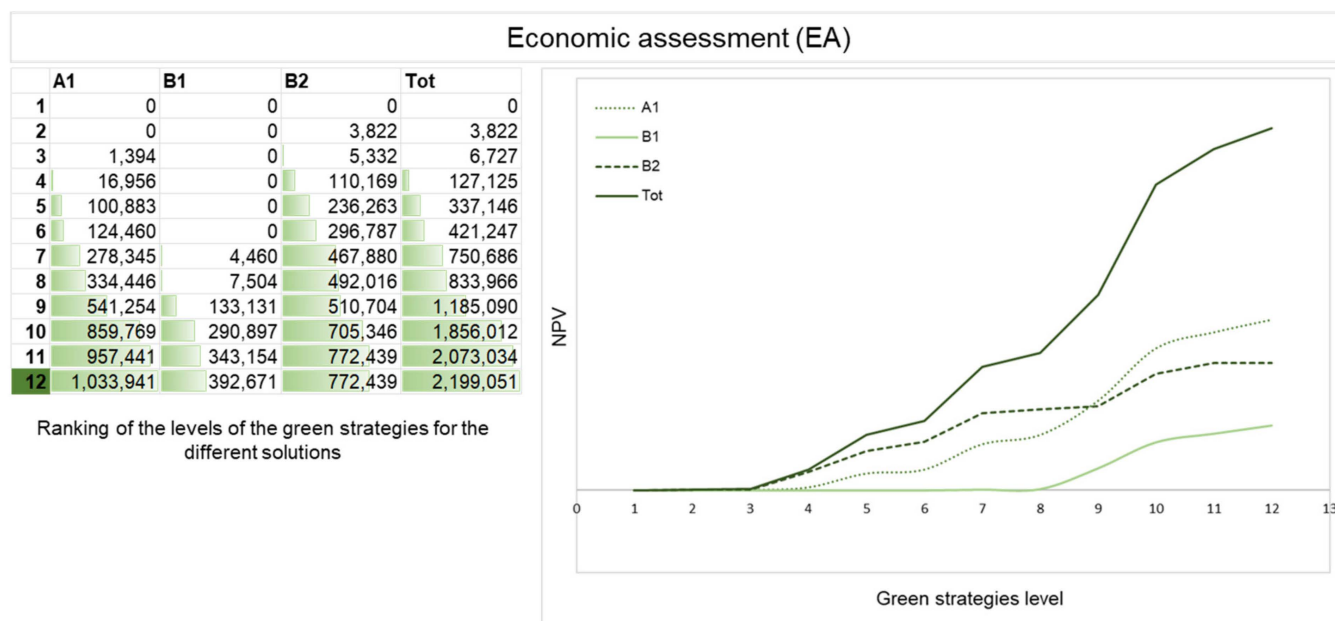 Economic assessment (EA)
A1 B1 B2 Tot
1 0 0 0 0
2 0 0 3,822 3,822
3 1,394 0 5,332 6,727
4 16,956 0 110,169 127,125
5 100,883 0 236,263 337,146
6 124,460 0 296,787 421,247
7 278,345 4,460 467,880 750,686
8 334,446 7,504 492,016 833,966
9 541,254 133,131 510,704 1,185,090
10 859,769 290,897 705,346 1,856,012
11 957,441 343,154 772,439 2,073,034
12 1,033,941 392,671 772,439 2,199,051
Ranking of the levels of the green strategies for the
different solutions
A1
B1
B2
Tot
NPV
0 1 2 3 4 5 6 7 8 9 10 11 12 13
Green strategies level